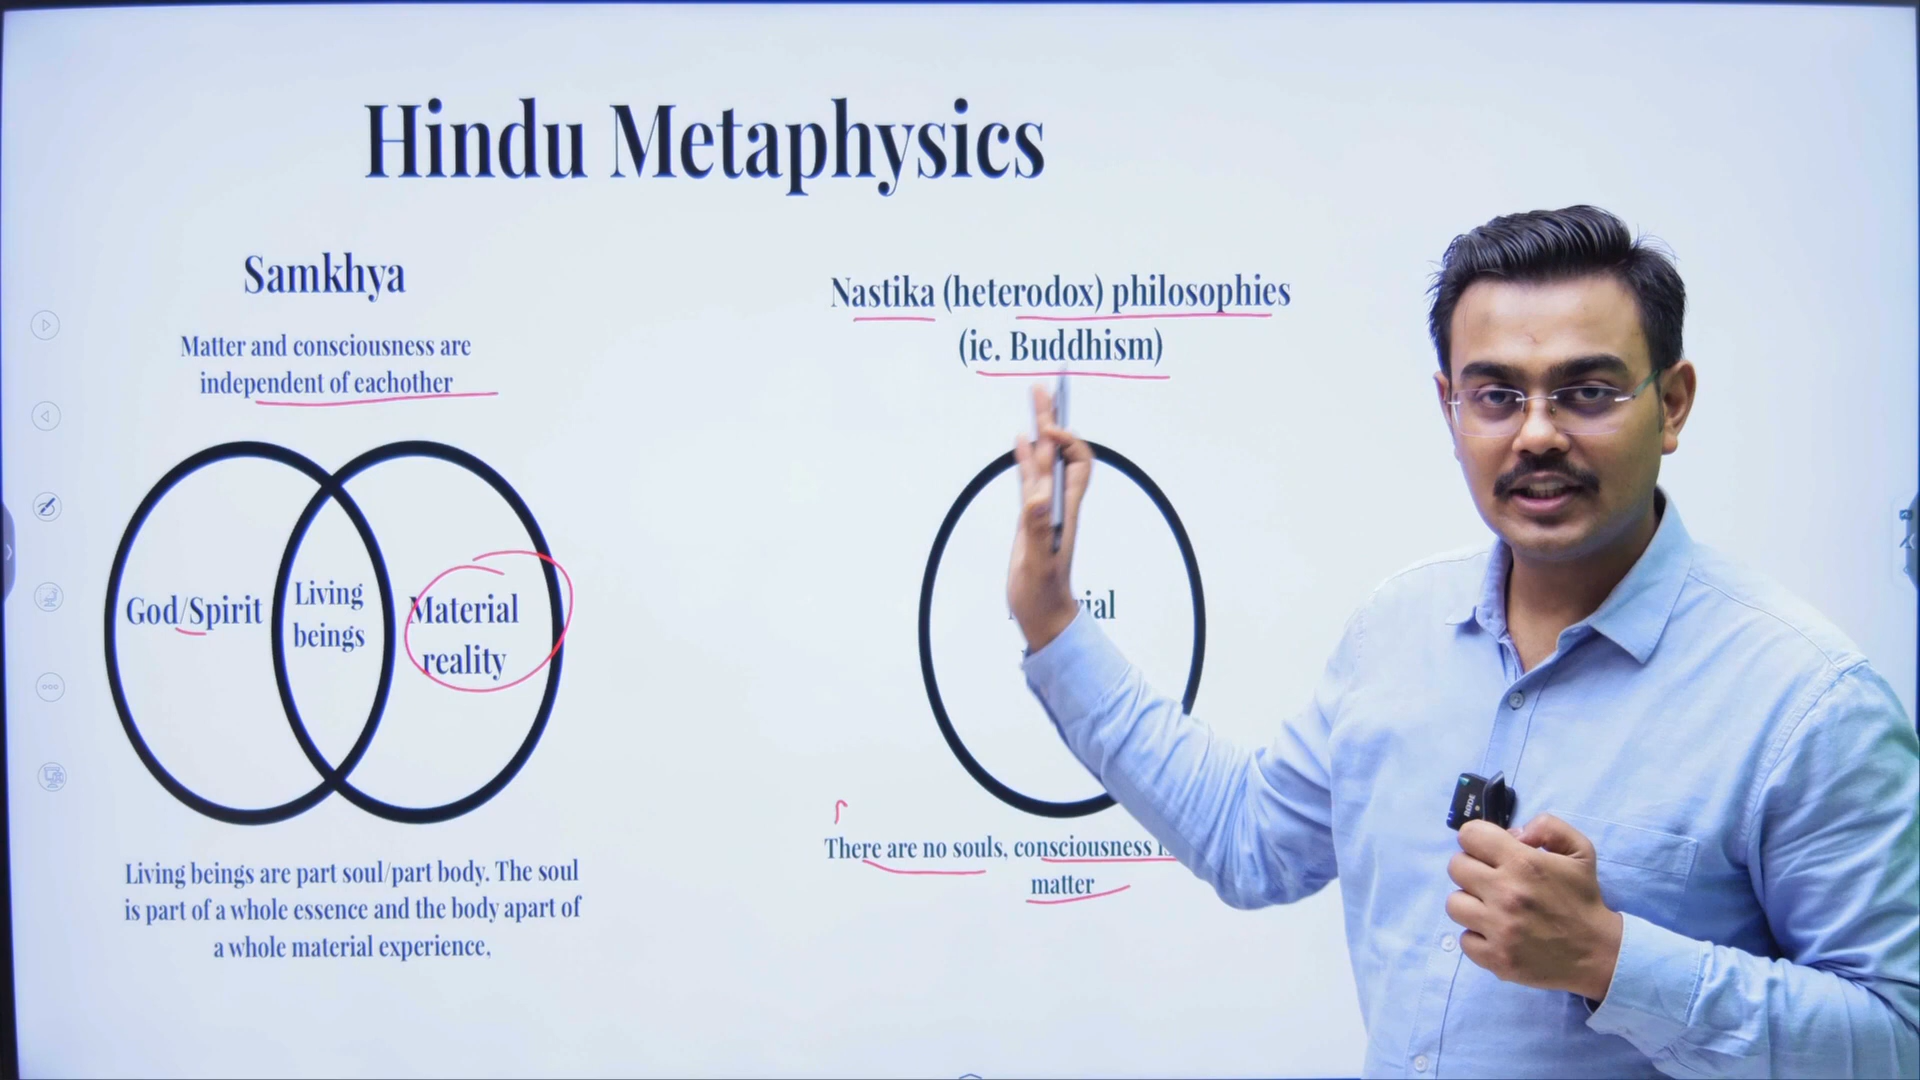 Hindu Metaphysics
Samkhya
Matter and consciousness are
independent of eachother
God/Spirit
Living
beings
Material
reality
Living beings are part soul/part body. The soul
is part of a whole essence and the body apart of
a whole material experience.
Nastika (heterodox) philosophies
(ie. Buddhism)
There are no souls, consciousness
matter
RODE